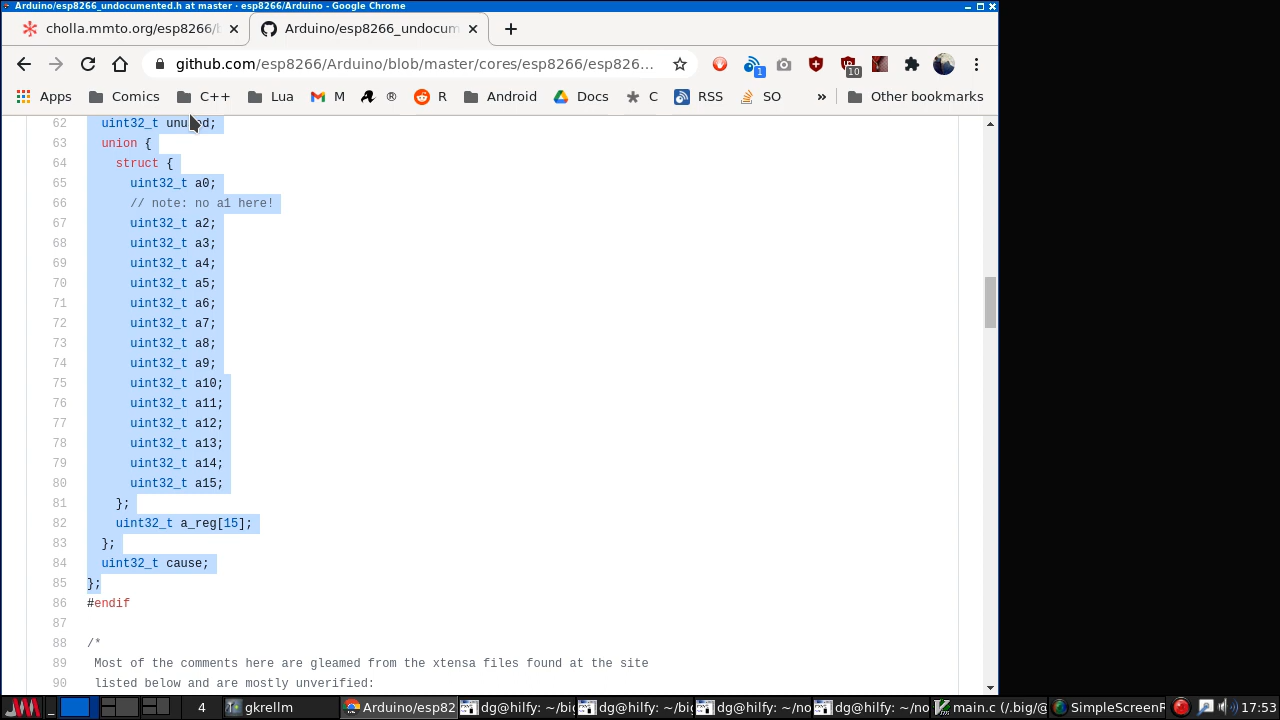 Arduino/esp8266_undocumented.h at master · esp8266/Arduino - Google Chrome
cholla.mmto.org/esp8266/
Arduino/esp8266_undocum
github.com/esp8266/Arduino/blob/master/cores/esp8266/esp826…
1
10
Apps Comics C++ Lua M ® R Android Docs C RSS SO » Other bookmarks
62 uint32_t unu d;
63 union {
64 struct {
65 uint32_t a0;
66 // note: no a1 here!
67 uint32_t a2;
68 uint32_t a3;
69 uint32_t a4;
70 uint32_t a5;
71 uint32_t a6;
72 uint32_t a7;
73 uint32_t a8;
74 uint32_t a9;
75 uint32_t a10;
76 uint32_t a11;
77 uint32_t a12;
78 uint32_t a13;
79 uint32_t a14;
80 uint32_t a15;
81 };
82 uint32_t a_reg[15];
83 };
84 uint32_t cause;
85 };
86 #endif
87
88 /*
89 Most of the comments here are gleamed from the xtensa files found at the site
90 listed below and are mostly unverified:
4 gkrellm Arduino/esp82 dg@hilfy: ~/big dg@hilfy: ~/big dg@hilfy: ~/no dg@hilfy: ~/no main.c (/.big/@ SimpleScreenR 17:53